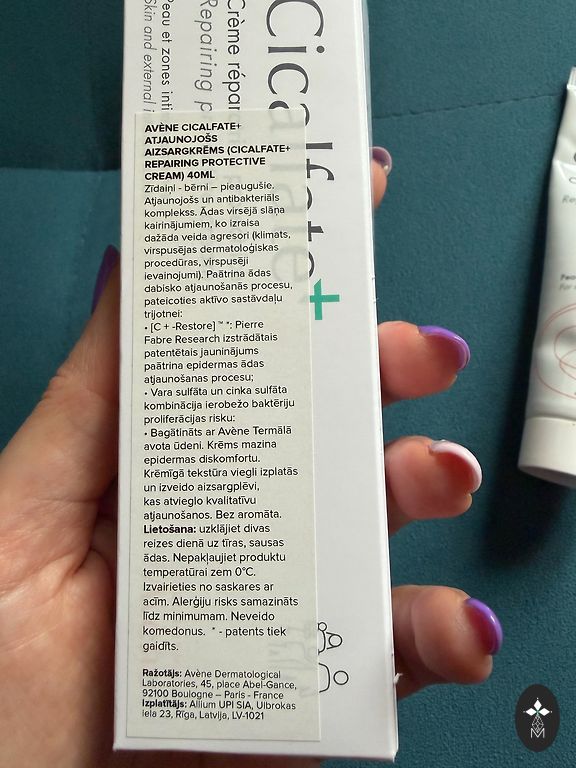 Cicalfate+
Crème répar
Repairing p
Peau et zones inti
Skin and external i
AVÈNE CICALFATE+
ATJAUNOJOŠS
AIZSARGKRĒMS (CICALFATE+
REPAIRING PROTECTIVE
CREAM) 40ML
Zīdaiņi - bērni – pieaugušie.
Atjaunojošs un antibakteriāls
komplekss. Ādas virsējā slāņa
kairinājumiem, ko izraisa
dažāda veida agresori (klimats,
virspusējas dermatoloģiskas
procedūras, virspusēji
ievainojumi). Paātrina ādas
dabisko atjaunošanās procesu,
pateicoties aktīvo sastāvdaļu
trijotnei:
• [C + -Restore] ™ *: Pierre
Fabre Research izstrādātais
patentētais jauninājums
paātrina epidermas ādas
atjaunošanas procesu;
• Vara sulfāta un cinka sulfāta
kombinācija ierobežo baktēriju
proliferācijas risku:
• Bagātināts ar Avène Termālā
avota ūdeni. Krēms mazina
epidermas diskomfortu.
Krēmīgā tekstūra viegli izplatās
un izveido aizsargplēvi,
kas atvieglo kvalitatīvu
atjaunošanos. Bez aromāta.
Lietošana: uzklājiet divas
reizes dienā uz tīras, sausas
ādas. Nepakļaujiet produktu
temperatūrai zem 0°C.
Izvairieties no saskares ar
acīm. Alerģiju risks samazināts
līdz minimumam. Neveido
komedonus. * - patents tiek
gaidīts.
Ražotājs: Avène Dermatological
Laboratories, 45, place Abel-Gance,
92100 Boulogne – Paris - France
Izplatītājs: Allium UPI SIA, Ulbrokas
iela 23, Rīga, Latvija, LV-1021